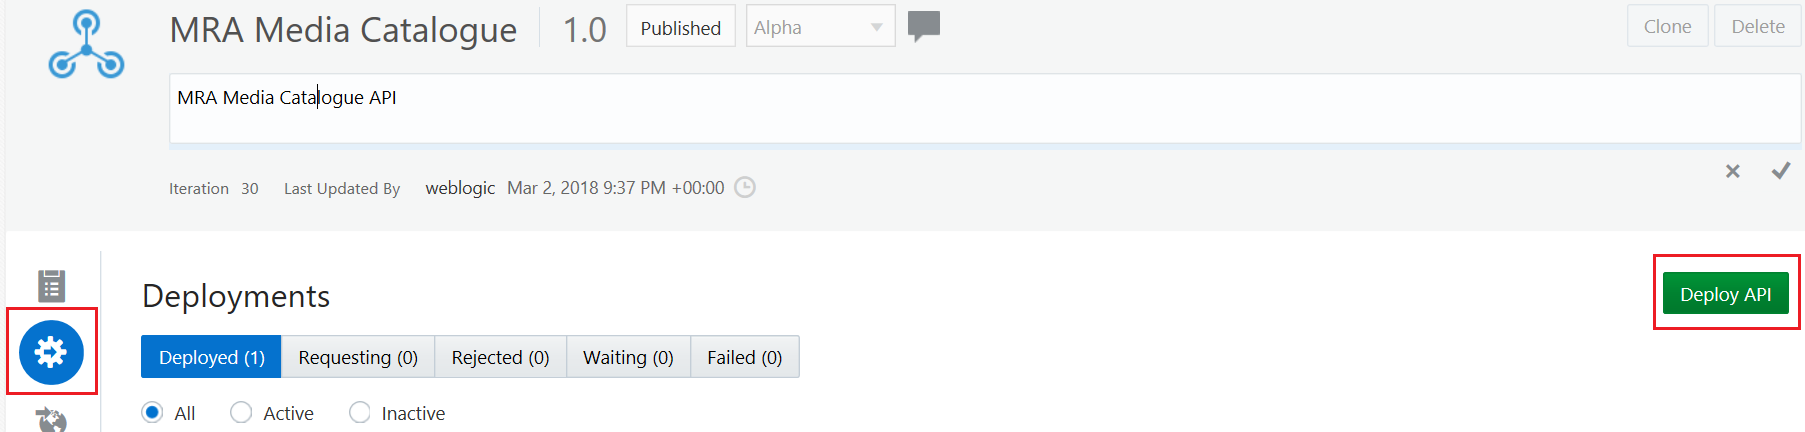 MRA Media Catalogue 1.0 Published Alpha Clone Delete
MRA Media Catalogue API
Iteration 30 Last Updated By weblogic Mar 2, 2018 9:37 PM +00:00
Deployments Deploy API
Deployed (1) Requesting (0) Rejected (0) Waiting (0) Failed (0)
All Active Inactive